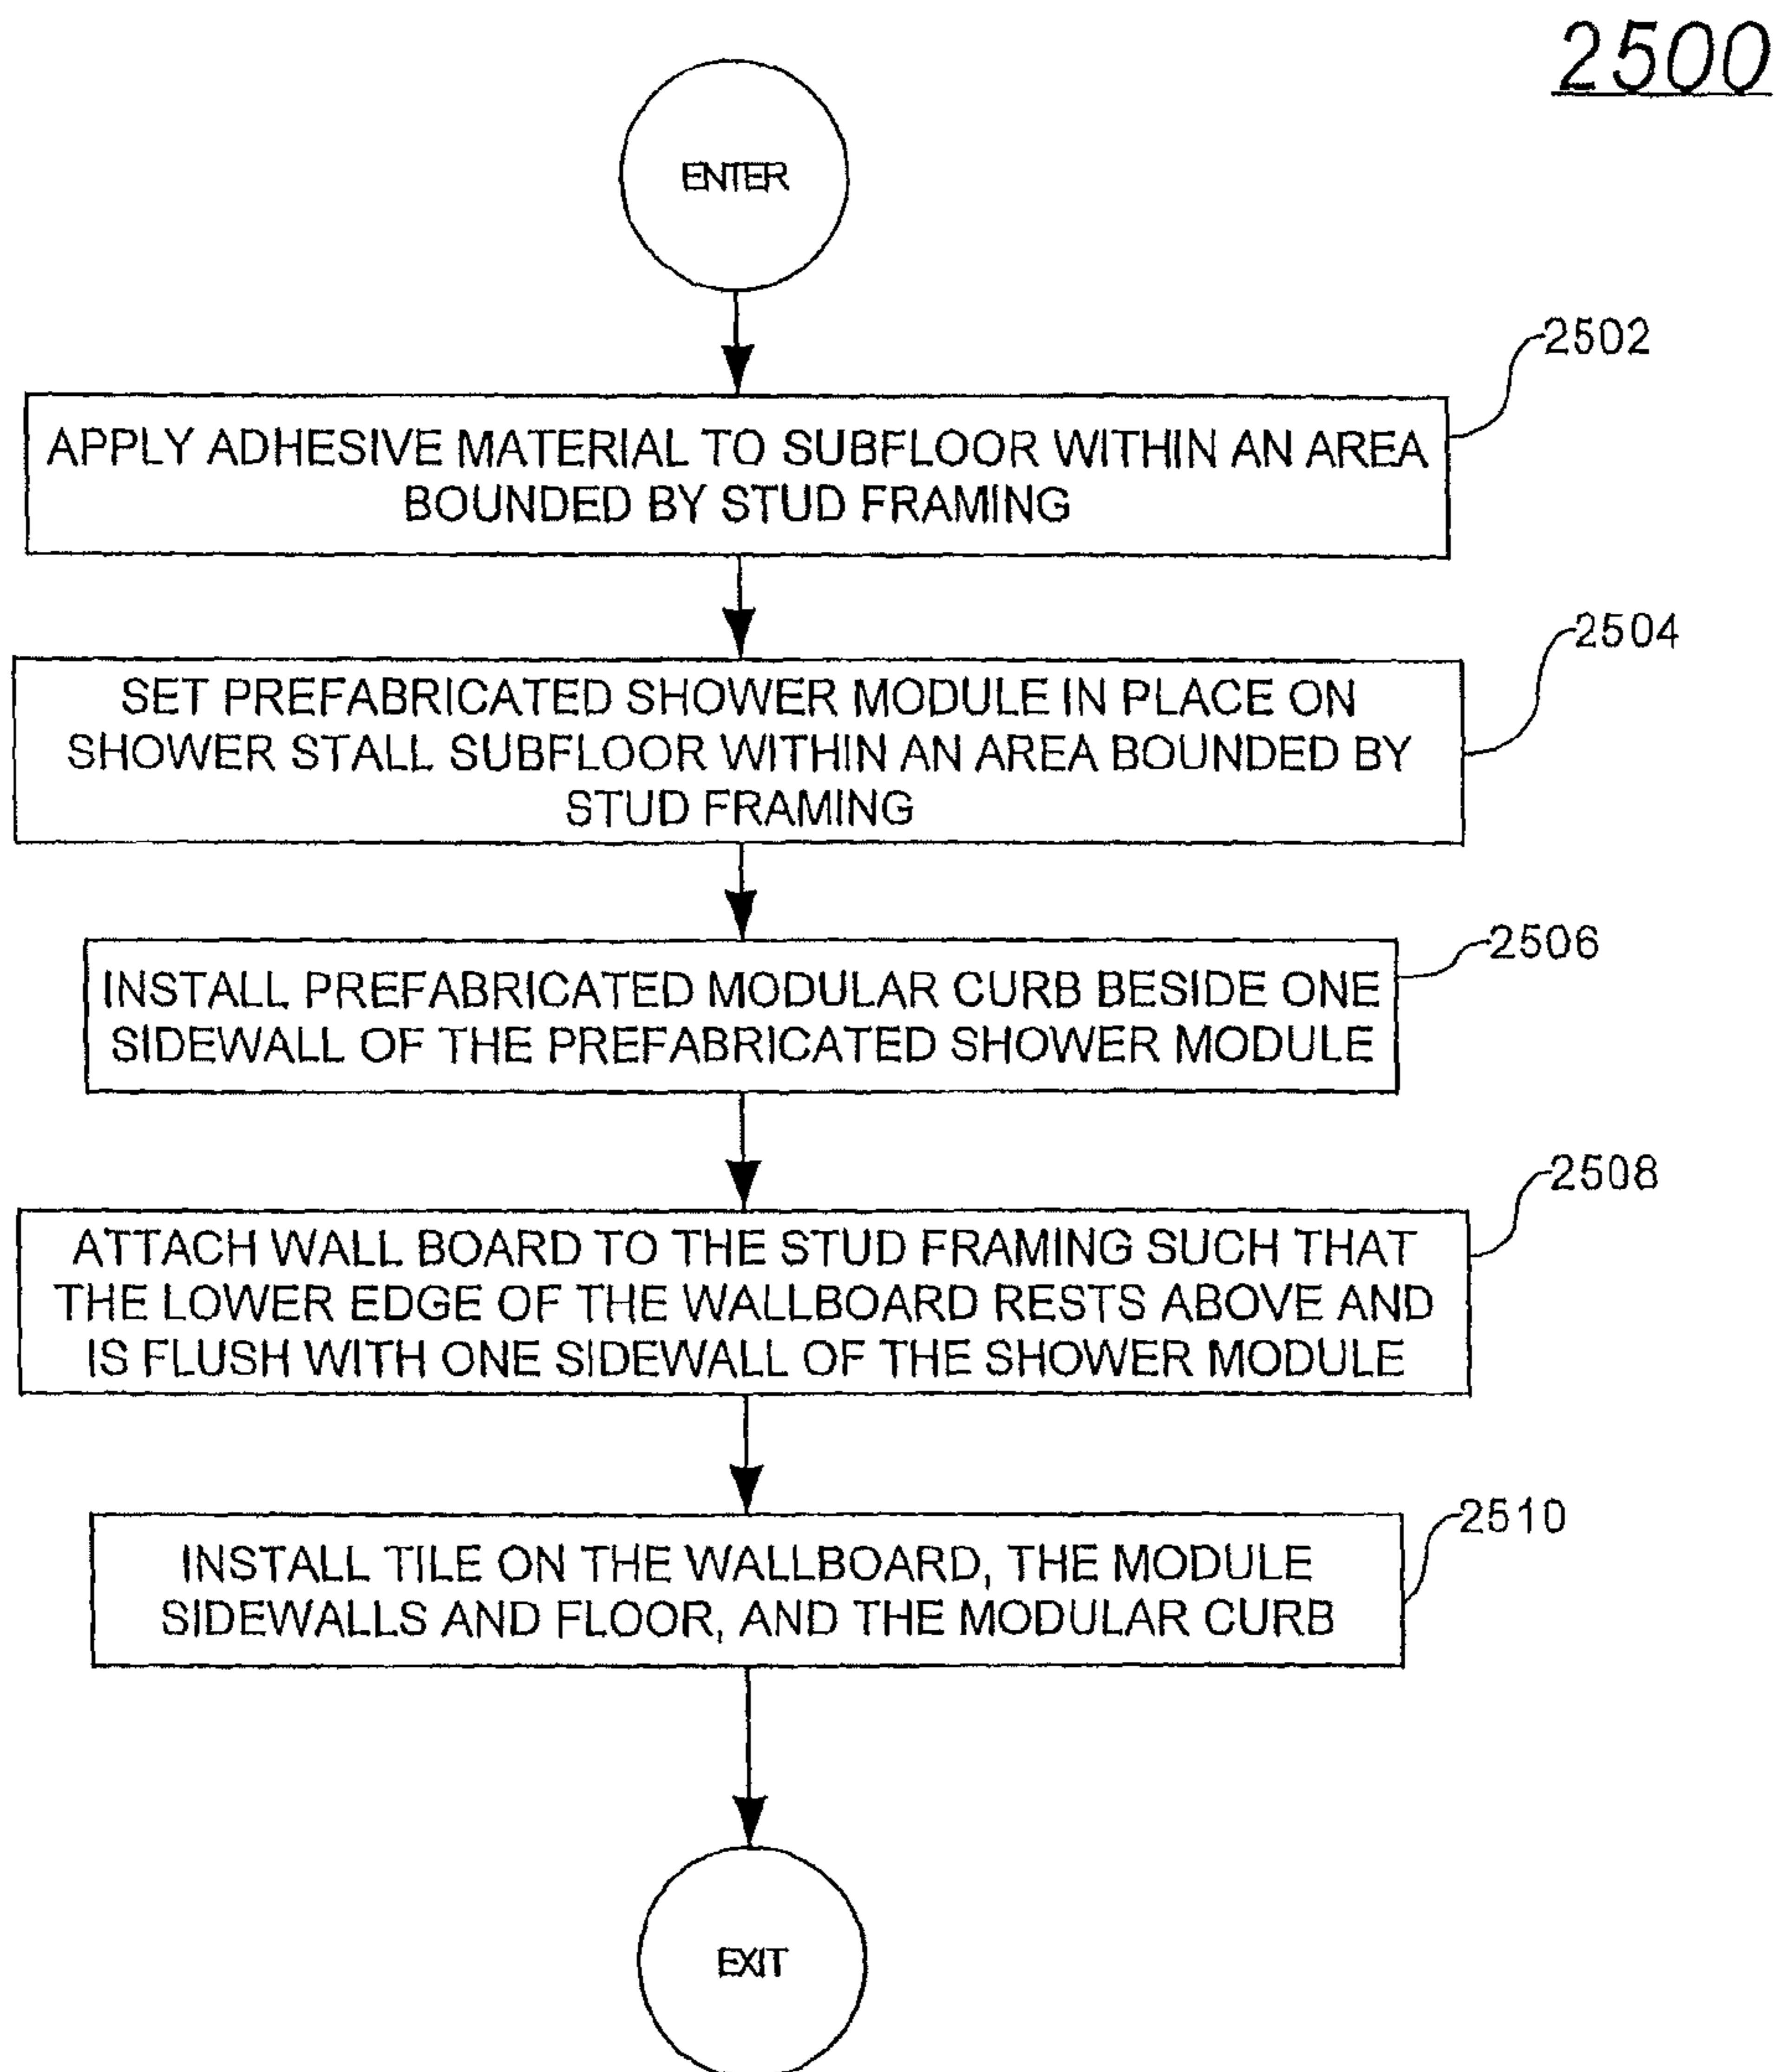 2500
ENTER
2502
APPLY ADHESIVE MATERIAL TO SUBFLOOR WITHIN AN AREA
BOUNDED BY STUD FRAMING
2504
SET PREFABRICATED SHOWER MODULE IN PLACE ON
SHOWER STALL SUBFLOOR WITHIN AN AREA BOUNDED BY
STUD FRAMING
2506
INSTALL PREFABRICATED MODULAR CURB BESIDE ONE
SIDEWALL OF THE PREFABRICATED SHOWER MODULE
2508
ATTACH WALL BOARD TO THE STUD FRAMING SUCH THAT
THE LOWER EDGE OF THE WALLBOARD RESTS ABOVE AND
IS FLUSH WITH ONE SIDEWALL OF THE SHOWER MODULE
2510
INSTALL TILE ON THE WALLBOARD, THE MODULE
SIDEWALLS AND FLOOR, AND THE MODULAR CURB
EXIT